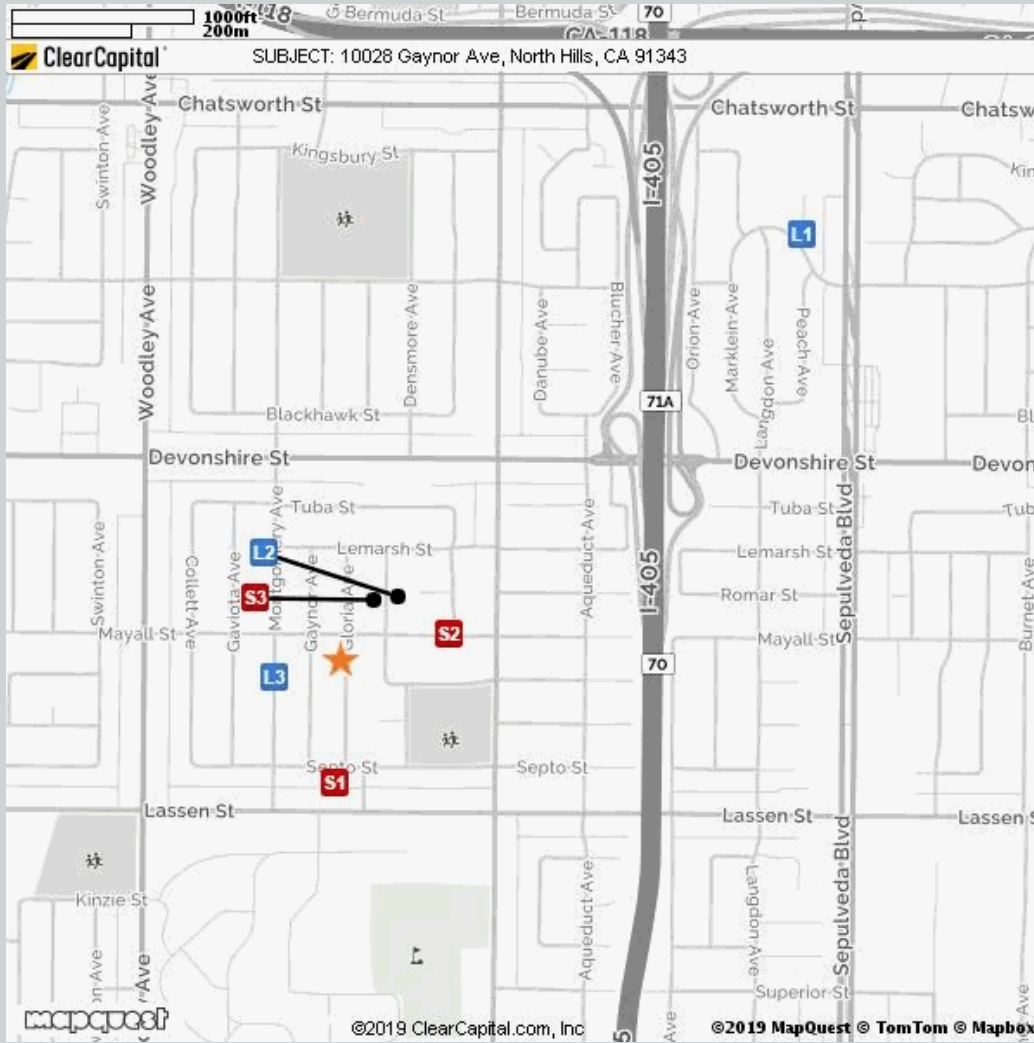 1000ft
200m
Bermuda St
Bermuda St
70
CA-118
ClearCapital
SUBJECT: 10028 Gaynor Ave, North Hills, CA 91343
Chatsworth St
Chatsworth St
Chatsw
Swinton Ave
Woodley Ave
Kingsbury St
I-405
L1
Woodley Ave
Densmore Ave
Danube Ave
Blucher Ave
Orion Ave
Marklein Ave
Peach Ave
Langdon Ave
71A
Blackhawk St
Devonshire St
Devonshire St
Devon
Tuba St
Tuba St
Tub
Swinton Ave
Collett Ave
Gaviota Ave
Montgomery Ave
Gaynor Ave
Gloria Ave
Aqueduct Ave
I-405
Sepulveda Blvd
Burnet Ave
L2
Lemarsh St
Lemarsh St
S3
Romar St
Mayall St
S2
Mayall St
70
L3
Septo St
Septo St
S1
Lassen St
Lassen St
Lassen S
Kinzie St
Aqueduct Ave
Langdon Ave
Sepulveda Blvd
Superior St
mapquest
©2019 ClearCapital.com, Inc
©2019 MapQuest © TomTom © Mapbox